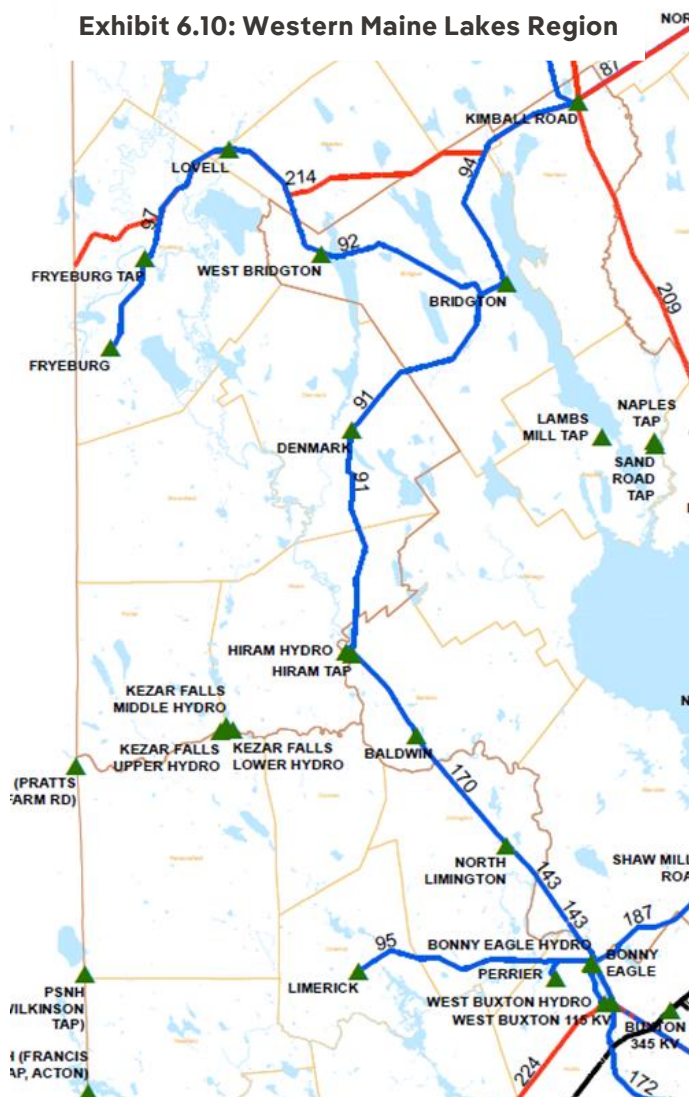 Exhibit 6.10: Western Maine Lakes Region
NOR
87
KIMBALL ROAD
LOVELL
214
94
97
92
FRYEBURG TAP
WEST BRIDGTON
BRIDGTON
209
FRYEBURG
91
DENMARK
LAMBS
MILL TAP
NAPLES
TAP
SAND
ROAD
TAP
91
HIRAM HYDRO
HIRAM TAP
KEZAR FALLS
MIDDLE HYDRO
KEZAR FALLS
UPPER HYDRO
KEZAR FALLS
LOWER HYDRO
BALDWIN
(PRATTS
FARM RD)
170
NORTH
LIMINGTON
143
SHAW MILL
ROA
143
187
95
BONNY EAGLE HYDRO
BONNY
EAGLE
LIMERICK
PERRIER
PSNH
WILKINSON
TAP)
WEST BUXTON HYDRO
WEST BUXTON 115 KV
BUXTON
345 KV
H (FRANCIS
AP, ACTON)
224
172